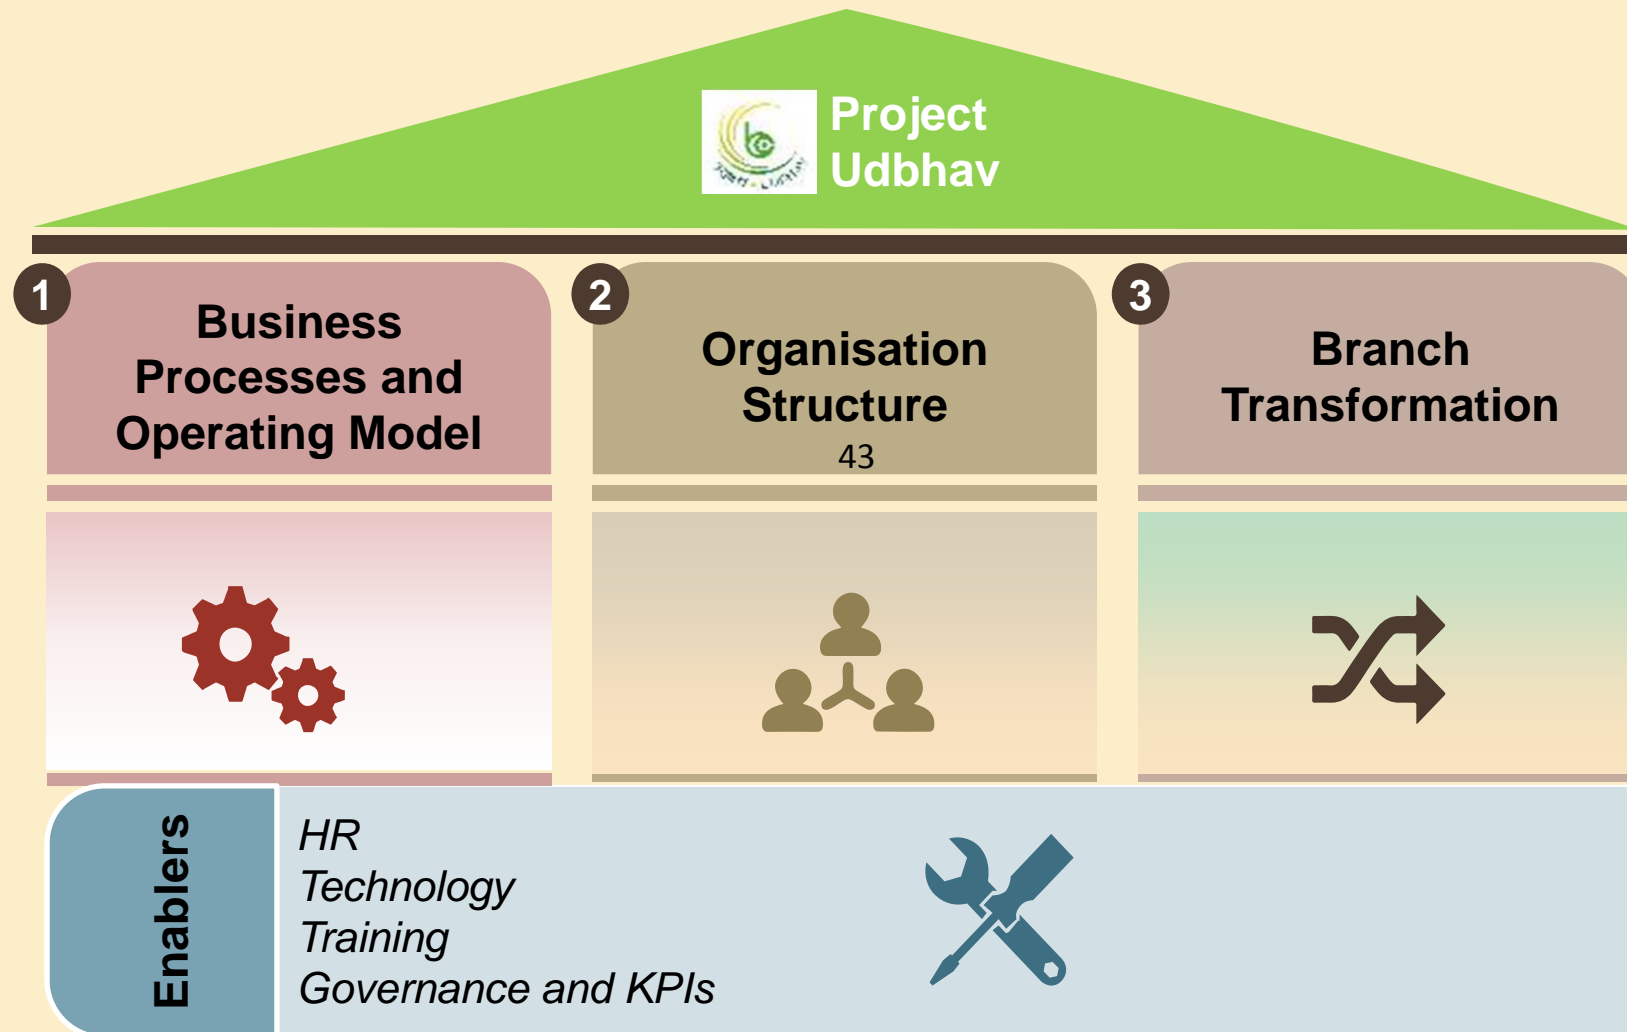 Project
Udbhav
1
Business
Processes and
Operating Model
2
Organisation
Structure
43
3
Branch
Transformation
Enablers
HR
Technology
Training
Governance and KPIs